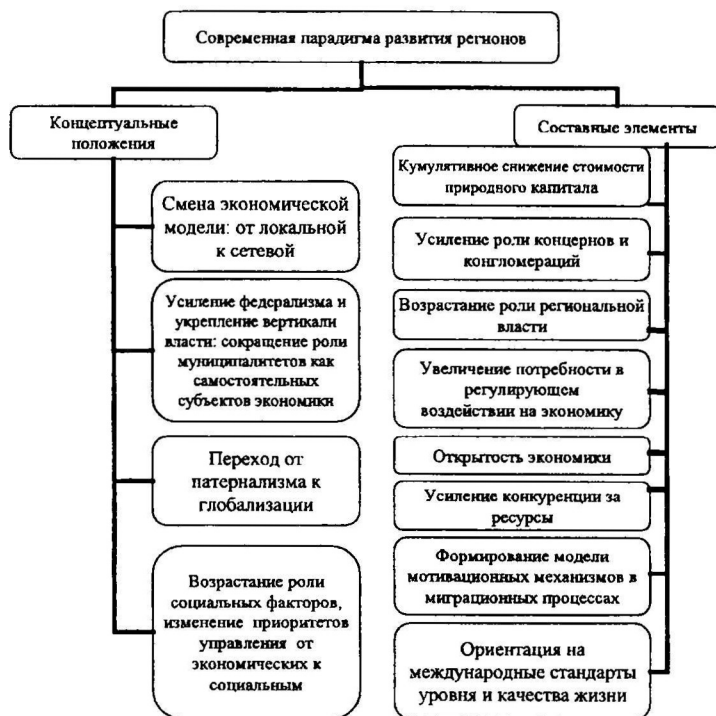 Современная парадигма развития регионов
Концептуальные
положения
Смена экономической
модели: от локальной
к сетевой
Усиление федерализма и
укрепление вертикали
власти: сокращение роли
муниципалитетов как
самостоятельных
субъектов экономики
Переход от
патернализма к
глобализации
Возрастание роли
социальных факторов,
изменение приоритетов
управления от
экономических к
социальным
Составные элементы
Кумулятивное снижение стоимости
природного капитала
Усиление роли концернов и
конгломераций
Возрастание роли региональной
власти
Увеличение потребности в
регулирующем
воздействии на экономику
Открытость экономики
Усиление конкуренции за
ресурсы
Формирование модели
мотивационных механизмов в
миграционных процессах
Ориентация на
международные стандарты
уровня и качества жизни